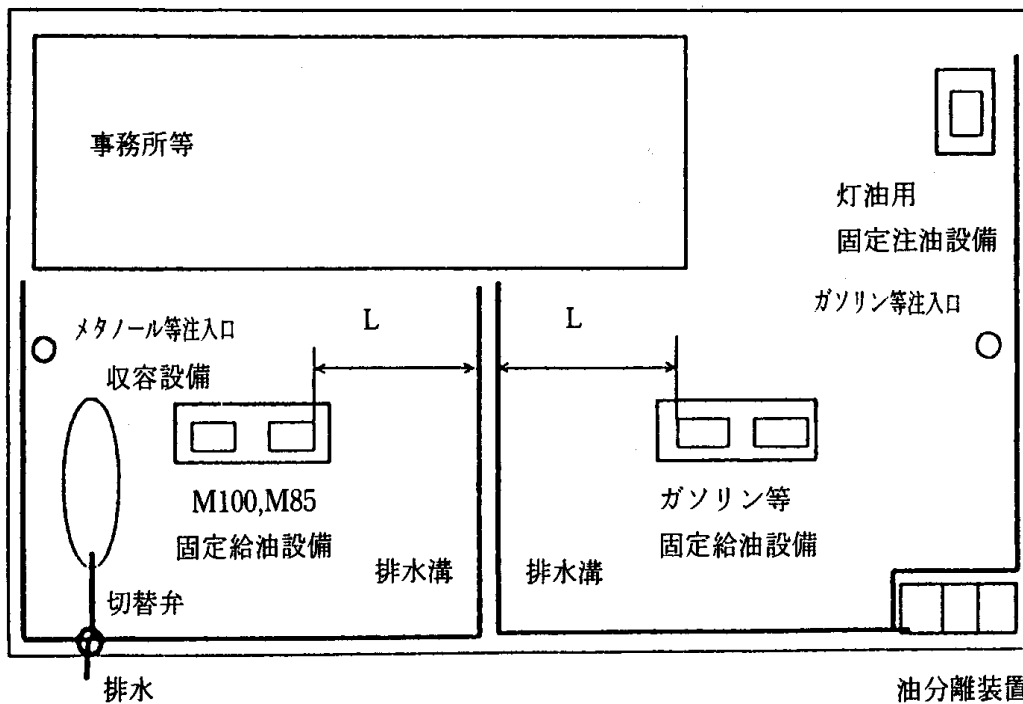 事務所等
灯油用
固定注油設備
メタノール等注入口
L
L
ガソリン等注入口
収容設備
M100,M85
固定給油設備
ガソリン等
固定給油設備
排水溝
排水溝
切替弁
排水
油分離装置